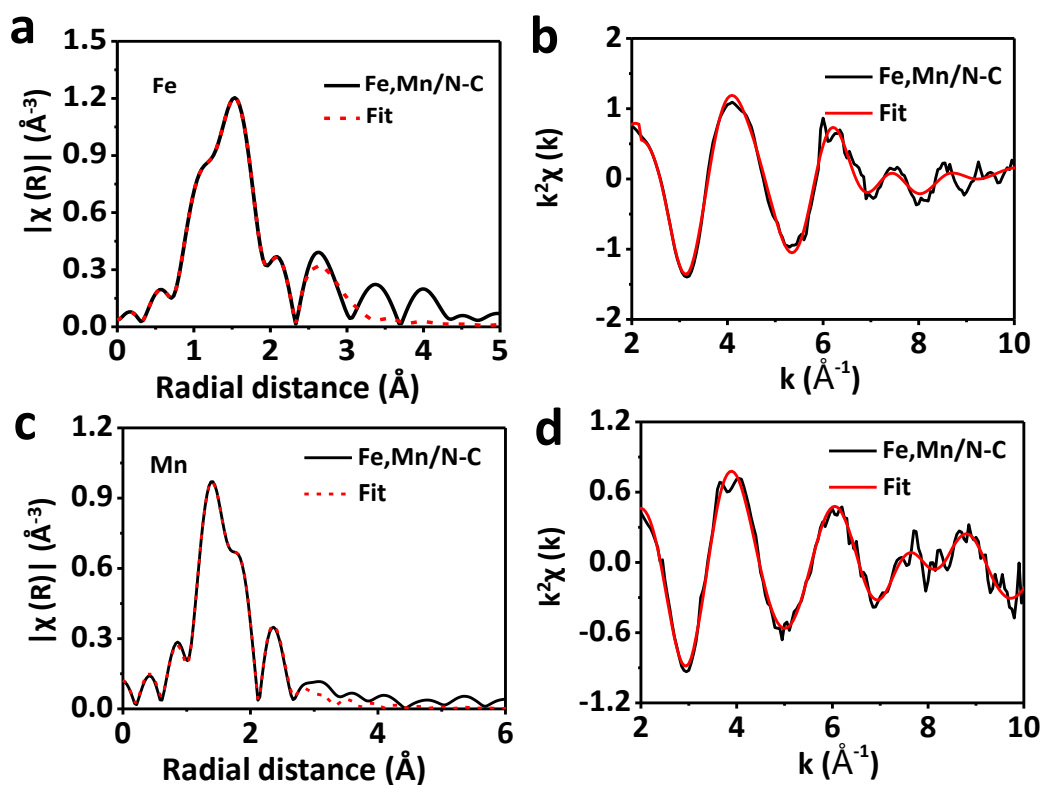 a
1.5
1.2
0.9
0.6
0.3
0.0
|χ (R)| (Å⁻³)
Fe
Fe,Mn/N-C
Fit
0 1 2 3 4 5
Radial distance (Å)
b
2
1
0
-1
-2
k²χ (k)
Fe,Mn/N-C
Fit
2 4 6 8 10
k (Å⁻¹)
c
1.2
0.9
0.6
0.3
0.0
|χ (R)| (Å⁻³)
Mn
Fe,Mn/N-C
Fit
0 2 4 6
Radial distance (Å)
d
1.2
0.6
0.0
-0.6
-1.2
k²χ (k)
Fe,Mn/N-C
Fit
2 4 6 8 10
k (Å⁻¹)